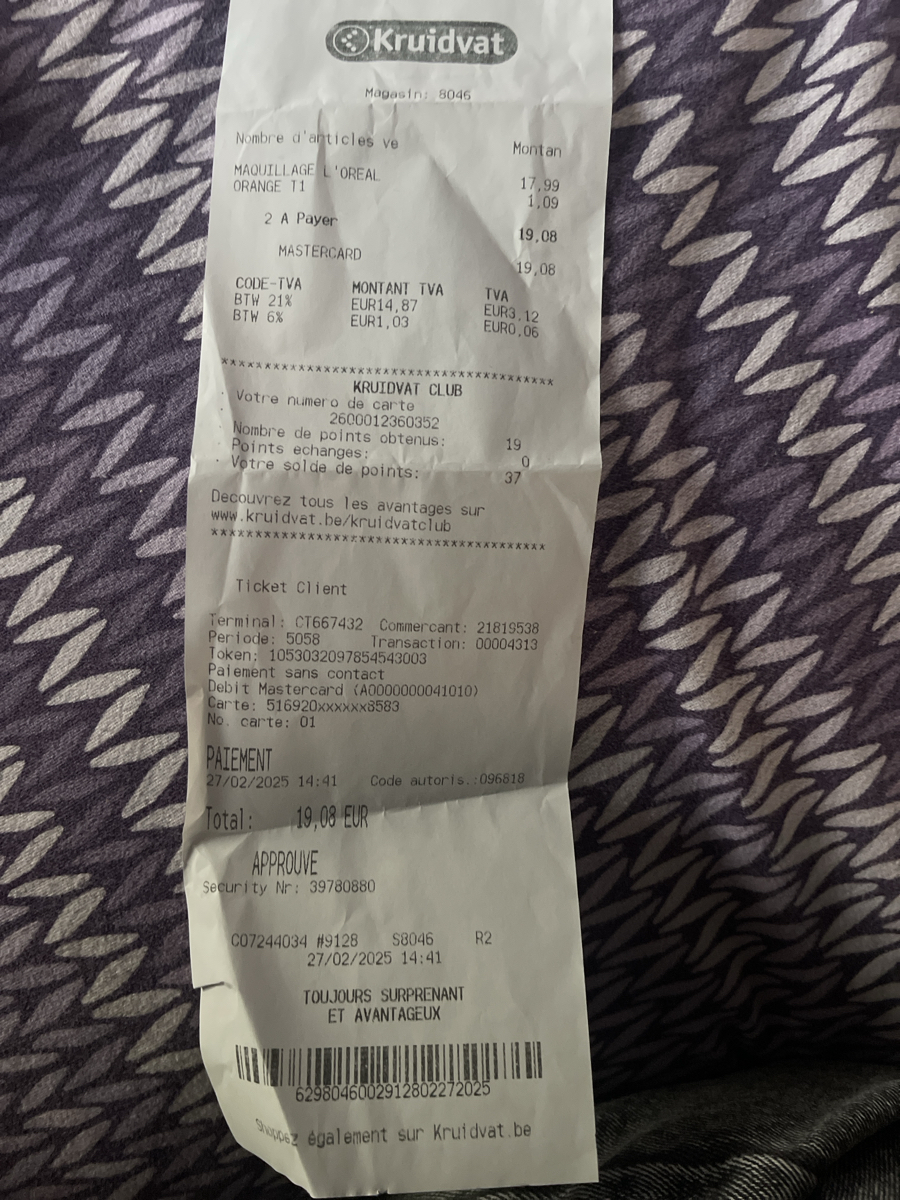 Kruidvat
Magasin: 8046
Nombre d'articles ve Montan
MAQUILLAGE L'OREAL 17,99
ORANGE T1 1,09
2 A Payer 19,08
MASTERCARD 19,08
CODE-TVA MONTANT TVA TVA
BTW 21% EUR14,87 EUR3,12
BTW 6% EUR1,03 EUR0,06
****************************************
KRUIDVAT CLUB
Votre numero de carte
2600012360352
Nombre de points obtenus: 19
Points echanges: 0
Votre solde de points: 37
Decouvrez tous les avantages sur
www.kruidvat.be/kruidvatclub
****************************************
Ticket Client
Terminal: CT667432 Commercant: 21819538
Periode: 5058 Transaction: 00004313
Token: 1053032097854543003
Paiement sans contact
Debit Mastercard (A0000000041010)
Carte: 516920xxxxxx8583
No. carte: 01
PAIEMENT
27/02/2025 14:41 Code autoris.:096818
Total: 19,08 EUR
APPROUVE
Security Nr: 39780880
C07244034 #9128 S8046 R2
27/02/2025 14:41
TOUJOURS SURPRENANT
ET AVANTAGEUX
6298046002912802272025
Shoppez également sur Kruidvat.be